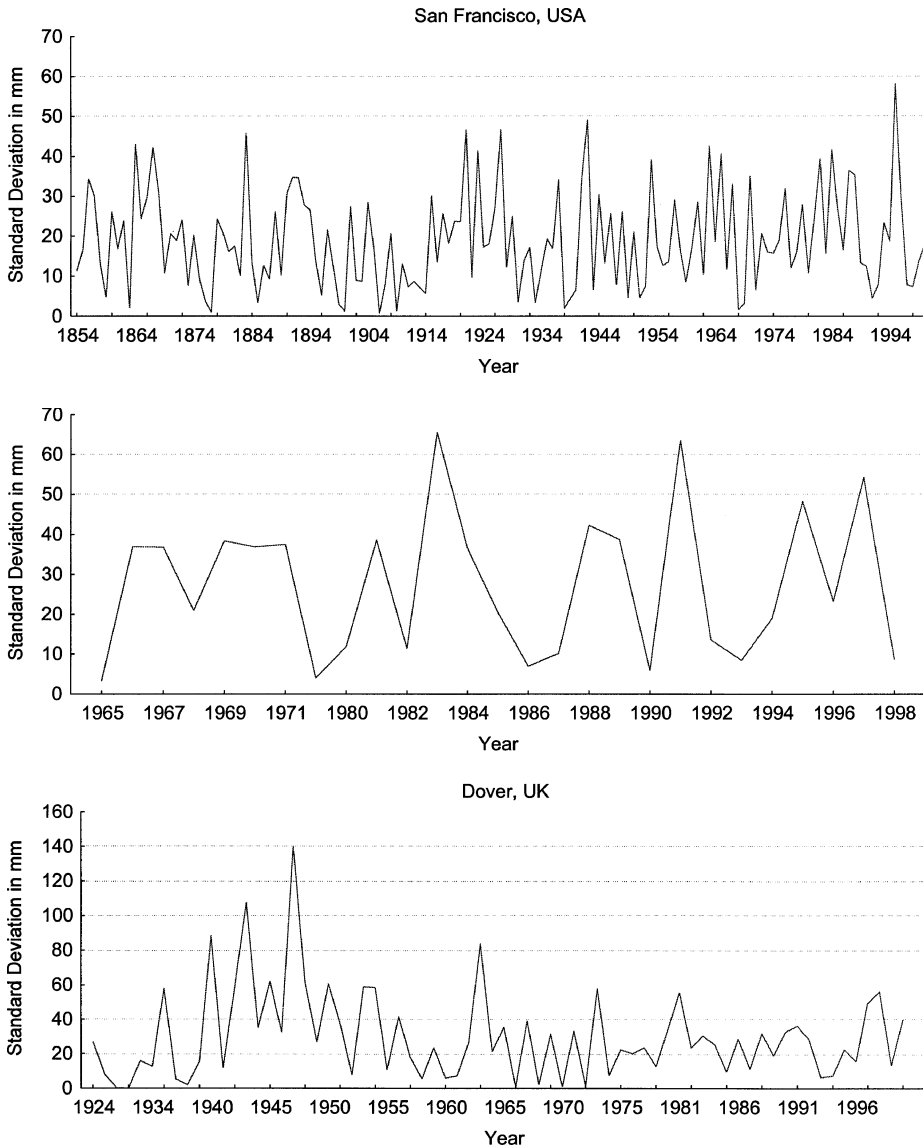 San Francisco, USA
Standard Deviation in mm
70
60
50
40
30
20
10
0
1854 1864 1874 1884 1894 1904 1914 1924 1934 1944 1954 1964 1974 1984 1994
Year
Standard Deviation in mm
70
60
50
40
30
20
10
0
1965 1967 1969 1971 1980 1982 1984 1986 1988 1990 1992 1994 1996 1998
Year
Dover, UK
Standard Deviation in mm
160
140
120
100
80
60
40
20
0
1924 1934 1940 1945 1950 1955 1960 1965 1970 1975 1981 1986 1991 1996
Year